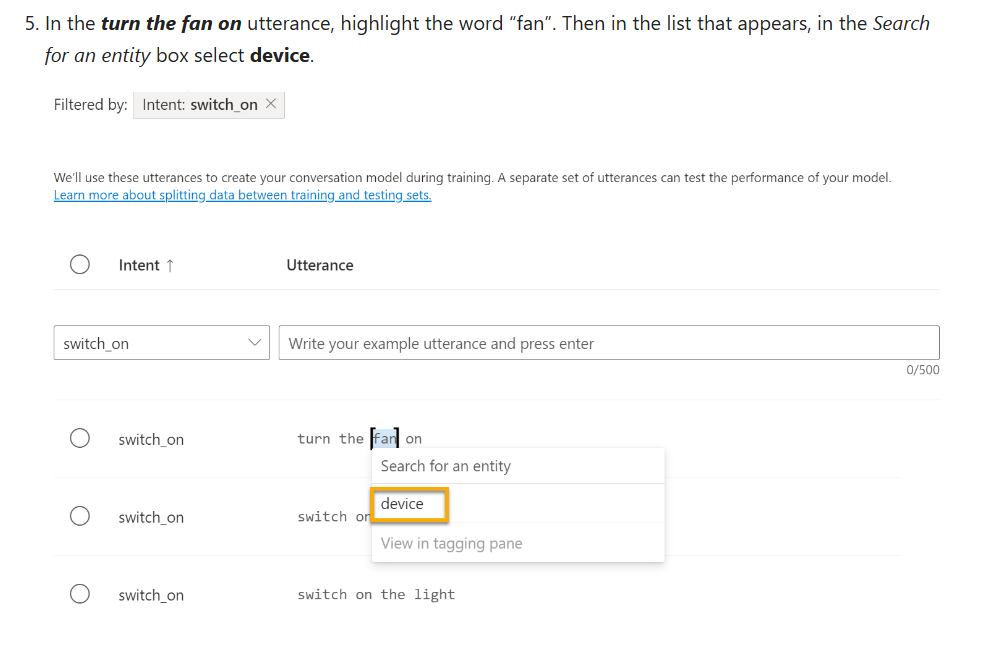 5. In the turn the fan on utterance, highlight the word “fan”. Then in the list that appears, in the Search
for an entity box select device.
Filtered by: Intent: switch_on ×
We'll use these utterances to create your conversation model during training. A separate set of utterances can test the performance of your model.
Learn more about splitting data between training and testing sets.
Intent ↑ Utterance
switch_on Write your example utterance and press enter
0/500
switch_on turn the [fan] on
Search for an entity
device
switch_on switch on
View in tagging pane
switch_on switch on the light